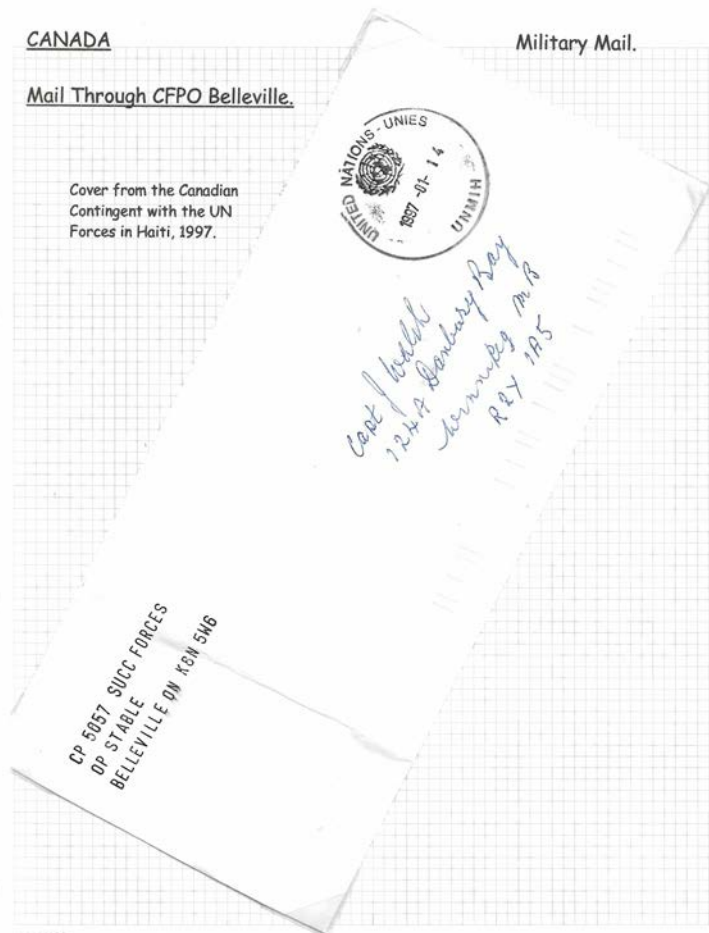 CANADA
Military Mail.
Mail Through CFPO Belleville.
Cover from the Canadian
Contingent with the UN
Forces in Haiti, 1997.
UNITED NATIONS - UNIES
1997 -01- 14
UNMIH
Capt J Walsh
124A Danbury Bay
Winnipeg MB
R2Y 1A5
CP 5057 SUCC FORCES
OP STABLE
BELLEVILLE ON K8N 5W6